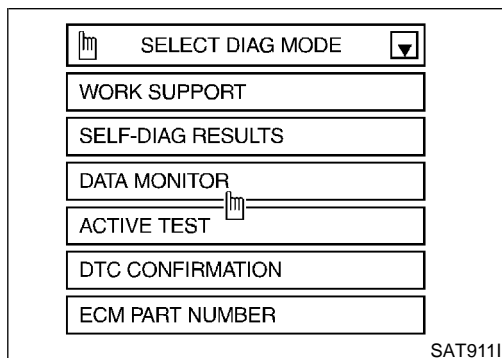 SELECT DIAG MODE
WORK SUPPORT
SELF-DIAG RESULTS
DATA MONITOR
ACTIVE TEST
DTC CONFIRMATION
ECM PART NUMBER
SAT911I